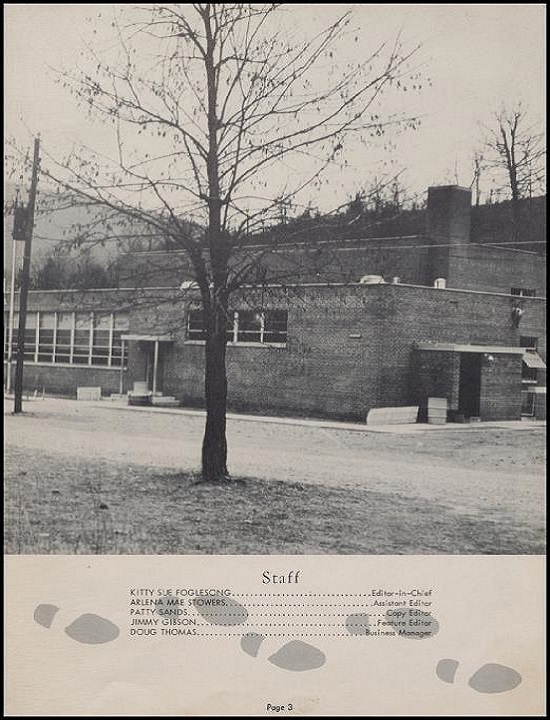 Staff
KITTY SUE FOGLESONG..............................Editor-in-Chief
ARLENA MAE STOWERS..............................Assistant Editor
PATTY SANDS..............................Copy Editor
JIMMY GIBSON..............................Feature Editor
DOUG THOMAS..............................Business Manager
Page 3